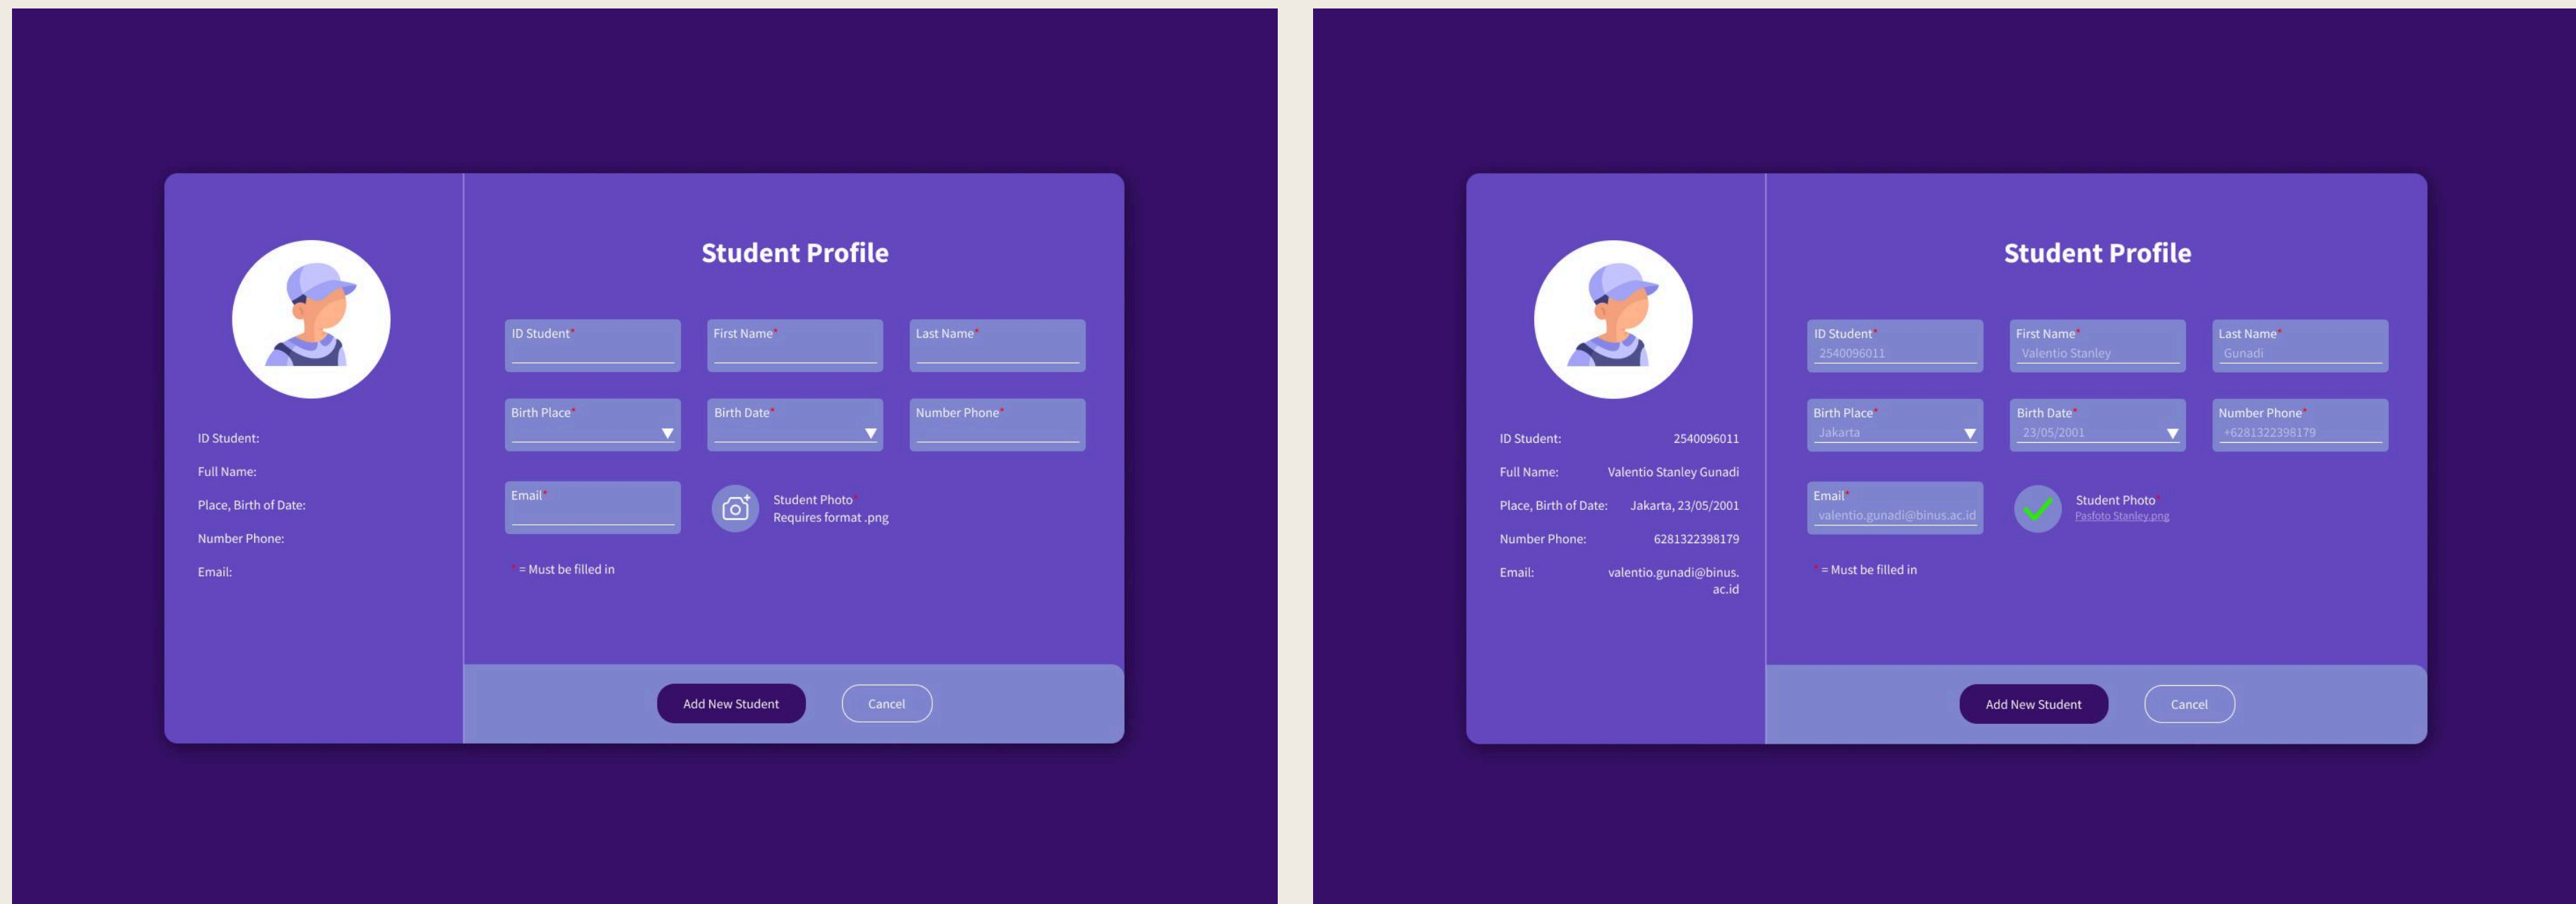 ID Student:
Full Name:
Place, Birth of Date:
Number Phone:
Email:
Student Profile
ID Student*
First Name*
Last Name*
Birth Place*
Birth Date*
Number Phone*
Email*
Student Photo*
Requires format .png
* = Must be filled in
Add New Student
Cancel
ID Student: 2540096011
Full Name: Valentio Stanley Gunadi
Place, Birth of Date: Jakarta, 23/05/2001
Number Phone: 6281322398179
Email: valentio.gunadi@binus.
ac.id
Student Profile
ID Student*
2540096011
First Name*
Valentio Stanley
Last Name*
Gunadi
Birth Place*
Jakarta
Birth Date*
23/05/2001
Number Phone*
+6281322398179
Email*
valentio.gunadi@binus.ac.id
Student Photo*
Pasfoto Stanley.png
* = Must be filled in
Add New Student
Cancel